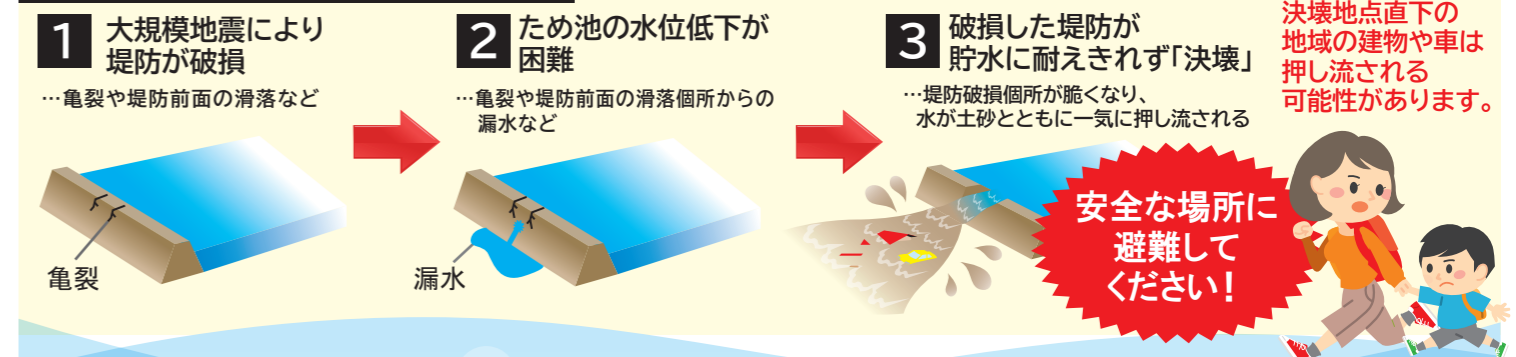 1 大規模地震により
堤防が破損
…亀裂や堤防前面の滑落など
亀裂
2 ため池の水位低下が
困難
…亀裂や堤防前面の滑落個所からの
漏水など
漏水
3 破損した堤防が
貯水に耐えきれず「決壊」
…堤防破損個所が脆くなり、
水が土砂とともに一気に押し流される
決壊地点直下の
地域の建物や車は
押し流される
可能性があります。
安全な場所に
避難して
ください！